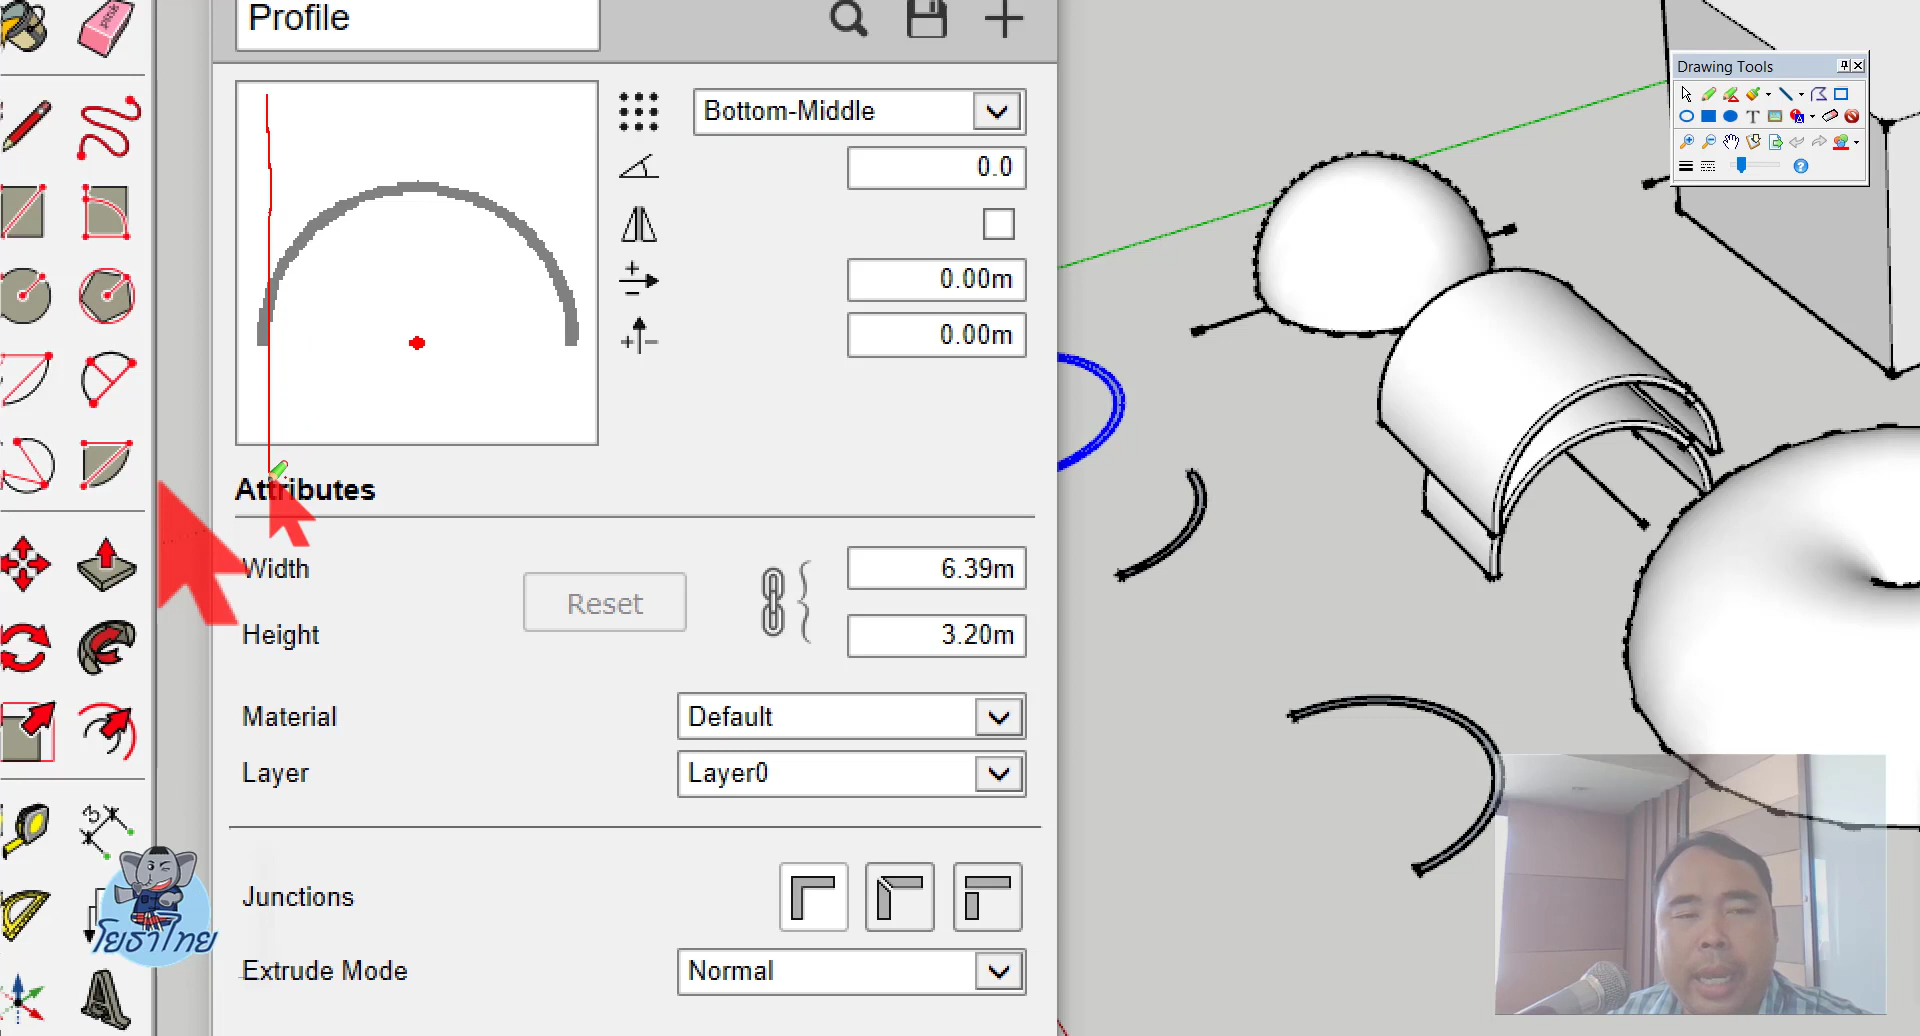 Profile
Bottom-Middle
0.0
0.00m
0.00m
Attributes
Width
6.39m
Reset
Height
3.20m
Material
Default
Layer
Layer0
Junctions
Extrude Mode
Normal
Drawing Tools
โยธาไทย